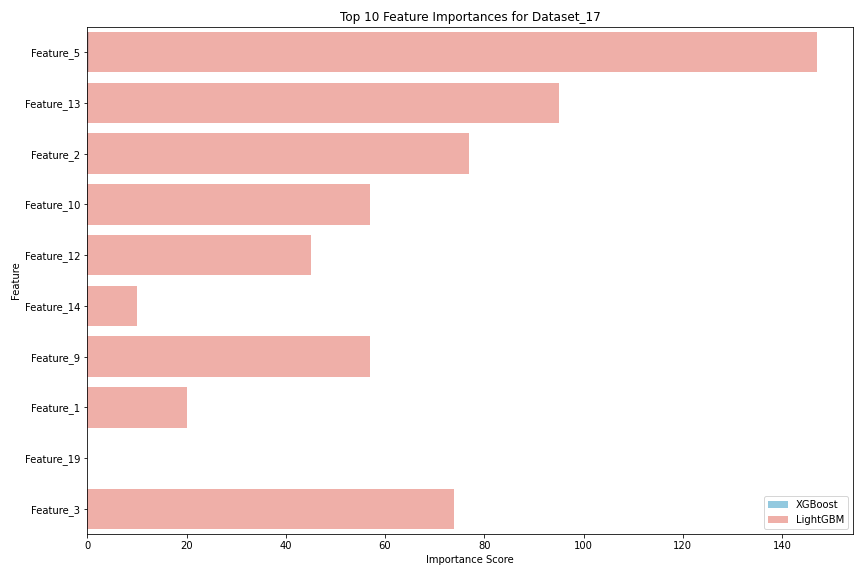 Top 10 Feature Importances for Dataset_17
Feature_5
Feature_13
Feature_2
Feature_10
Feature_12
Feature_14
Feature_9
Feature_1
Feature_19
Feature_3
Feature
XGBoost
LightGBM
0 20 40 60 80 100 120 140
Importance Score